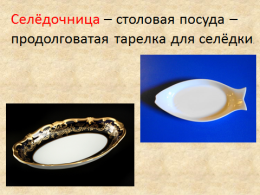 Селёдочница – столовая посуда –
продолговатая тарелка для селёдки